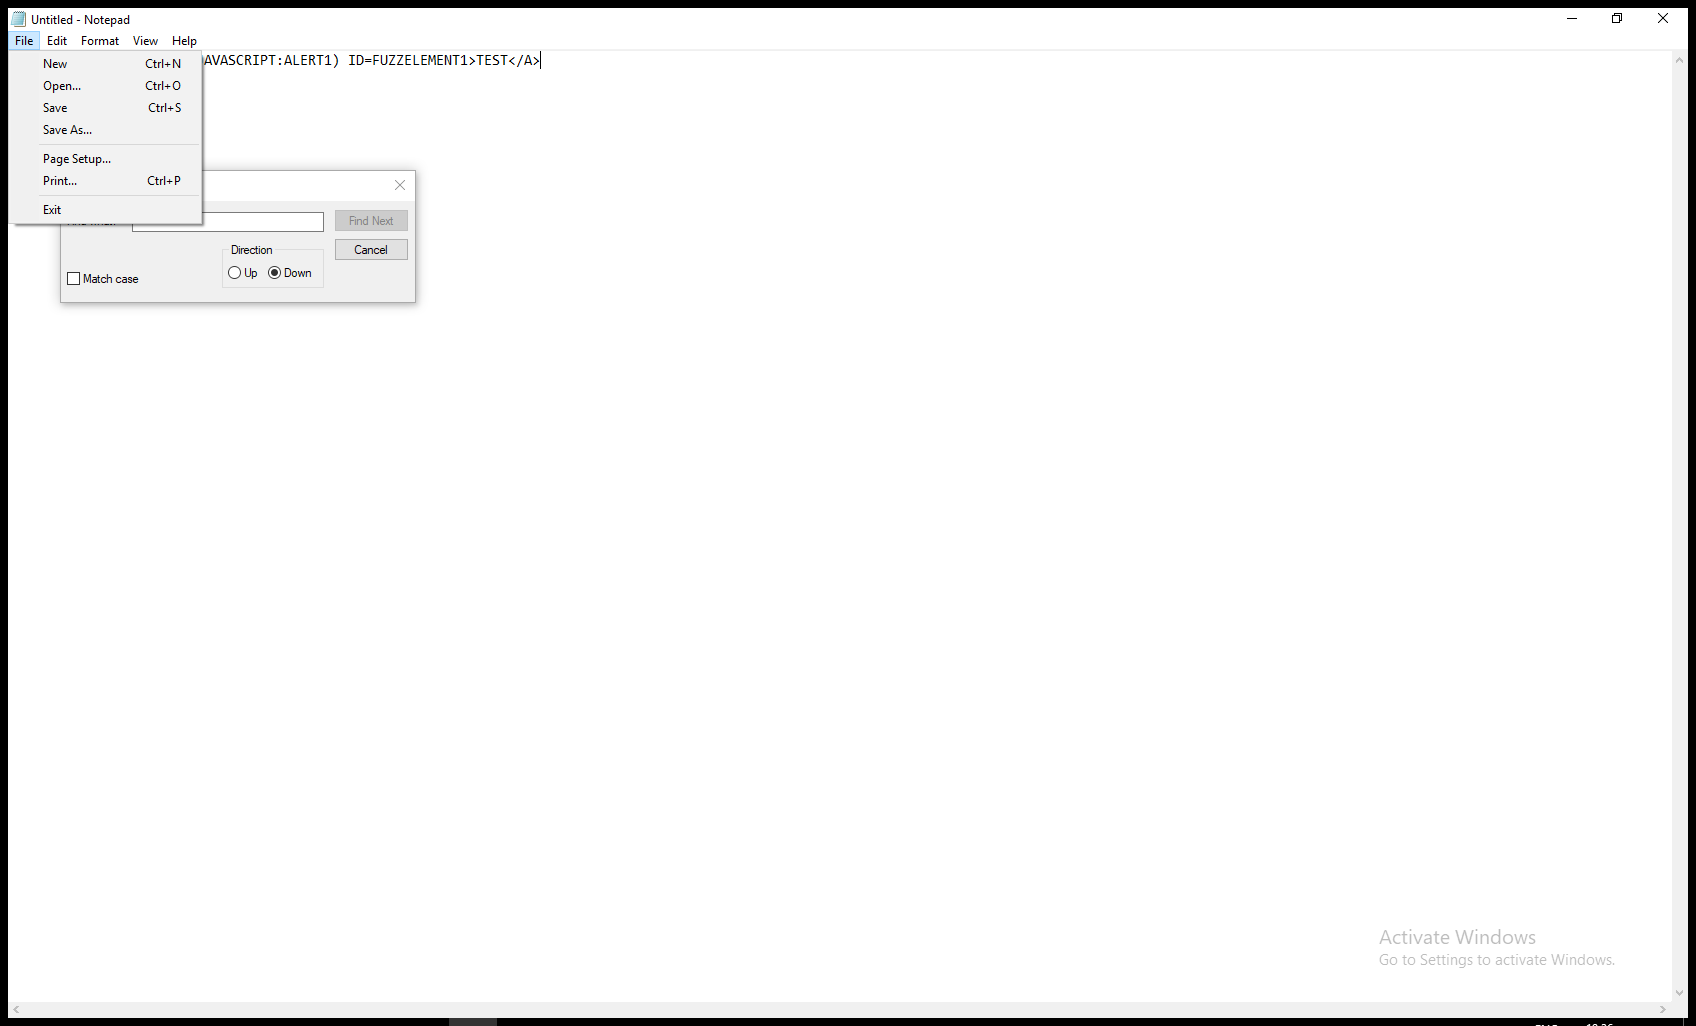 Untitled - Notepad
File Edit Format View Help
AVASCRIPT:ALERT1) ID=FUZZELEMENT1>TEST</A>
New Ctrl+N
Open... Ctrl+O
Save Ctrl+S
Save As...
Page Setup...
Print... Ctrl+P
Exit
Find Next
Direction
Cancel
Up Down
Match case
Activate Windows
Go to Settings to activate Windows.